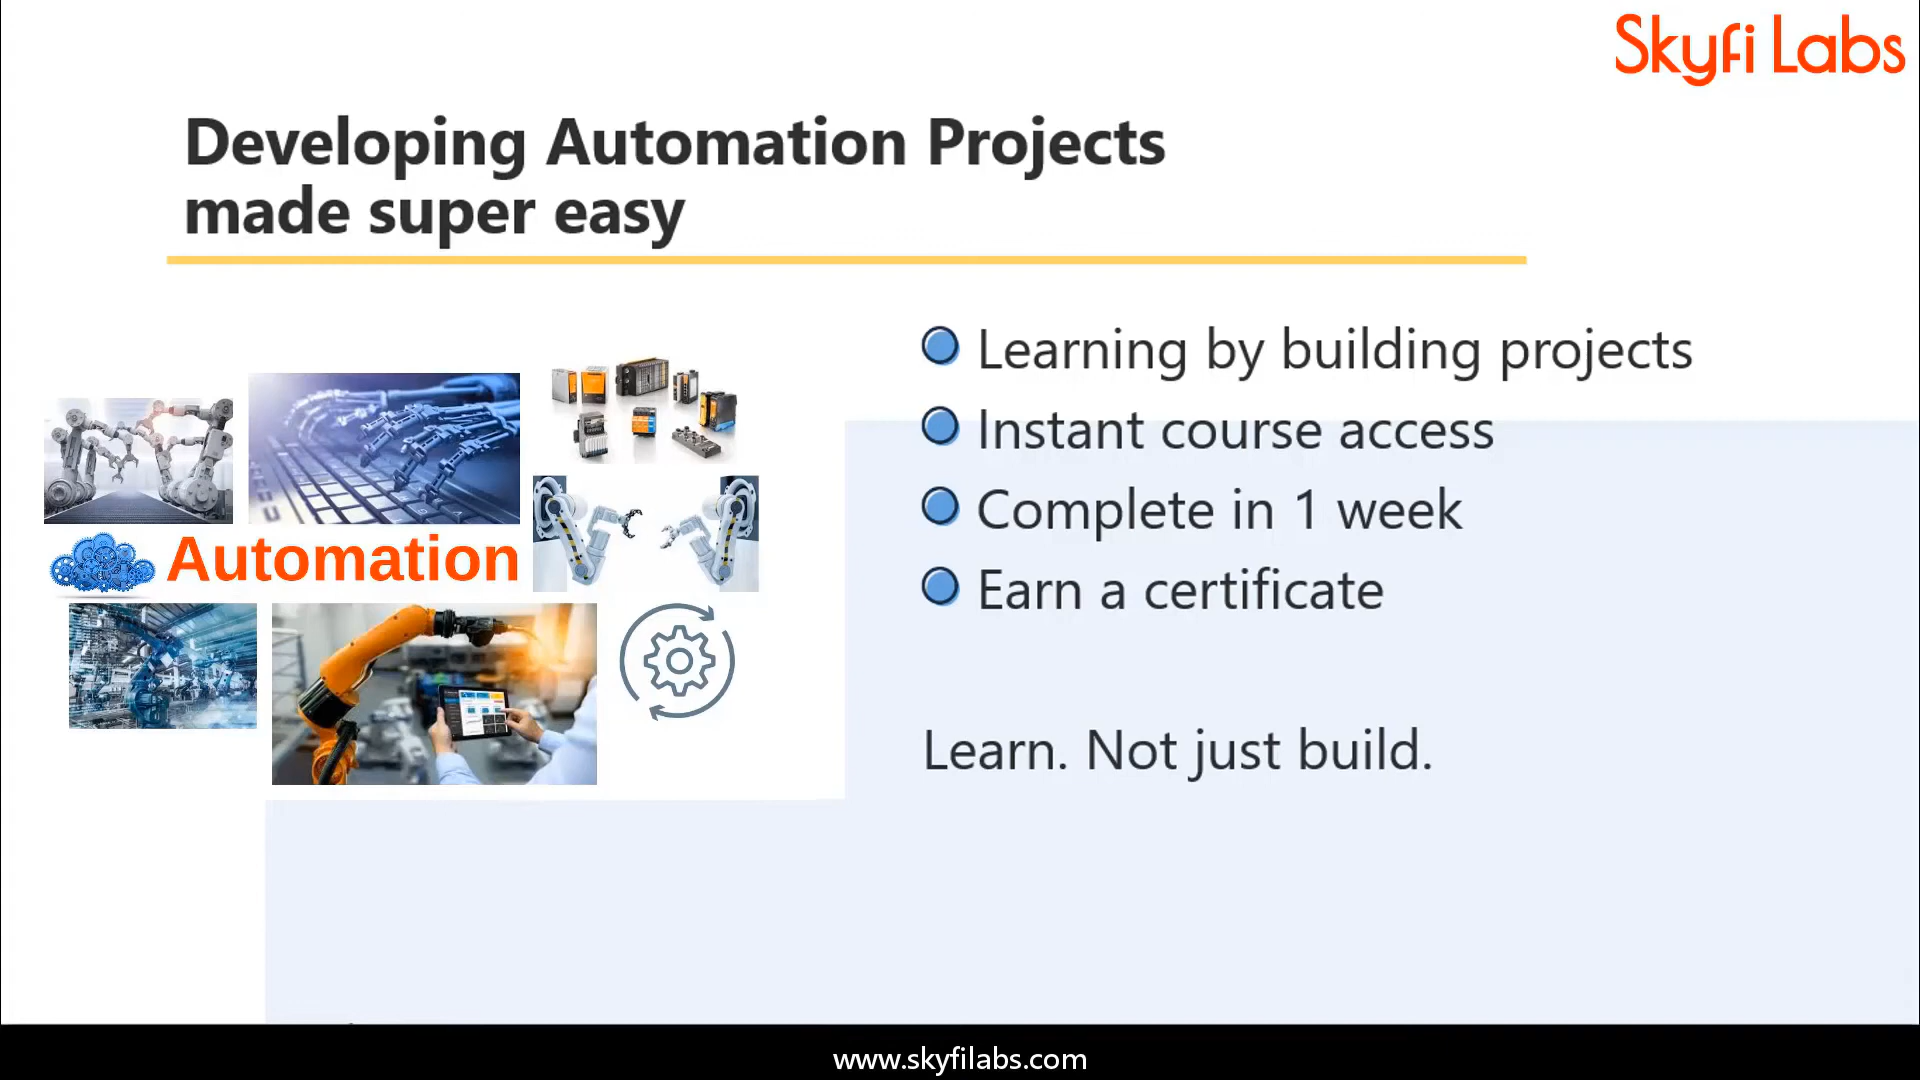 Skyfi Labs
Developing Automation Projects
made super easy
Learning by building projects
Instant course access
Complete in 1 week
Earn a certificate
Automation
Learn. Not just build.
www.skyfilabs.com